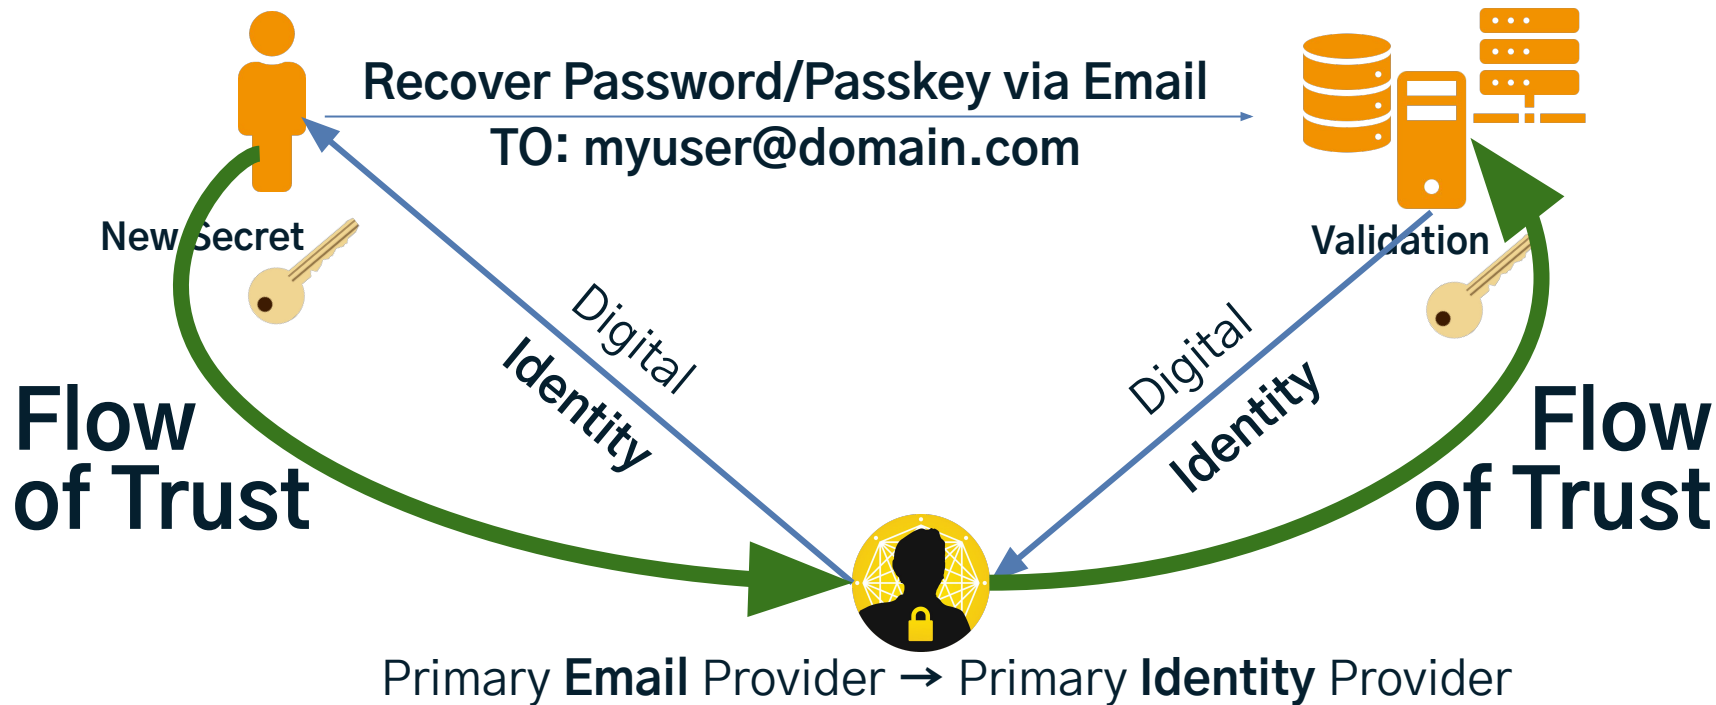 Recover Password/Passkey via Email
TO: myuser@domain.com
New Secret
Validation
Digital
Identity
Digital
Identity
Flow
of Trust
Flow
of Trust
Primary Email Provider → Primary Identity Provider